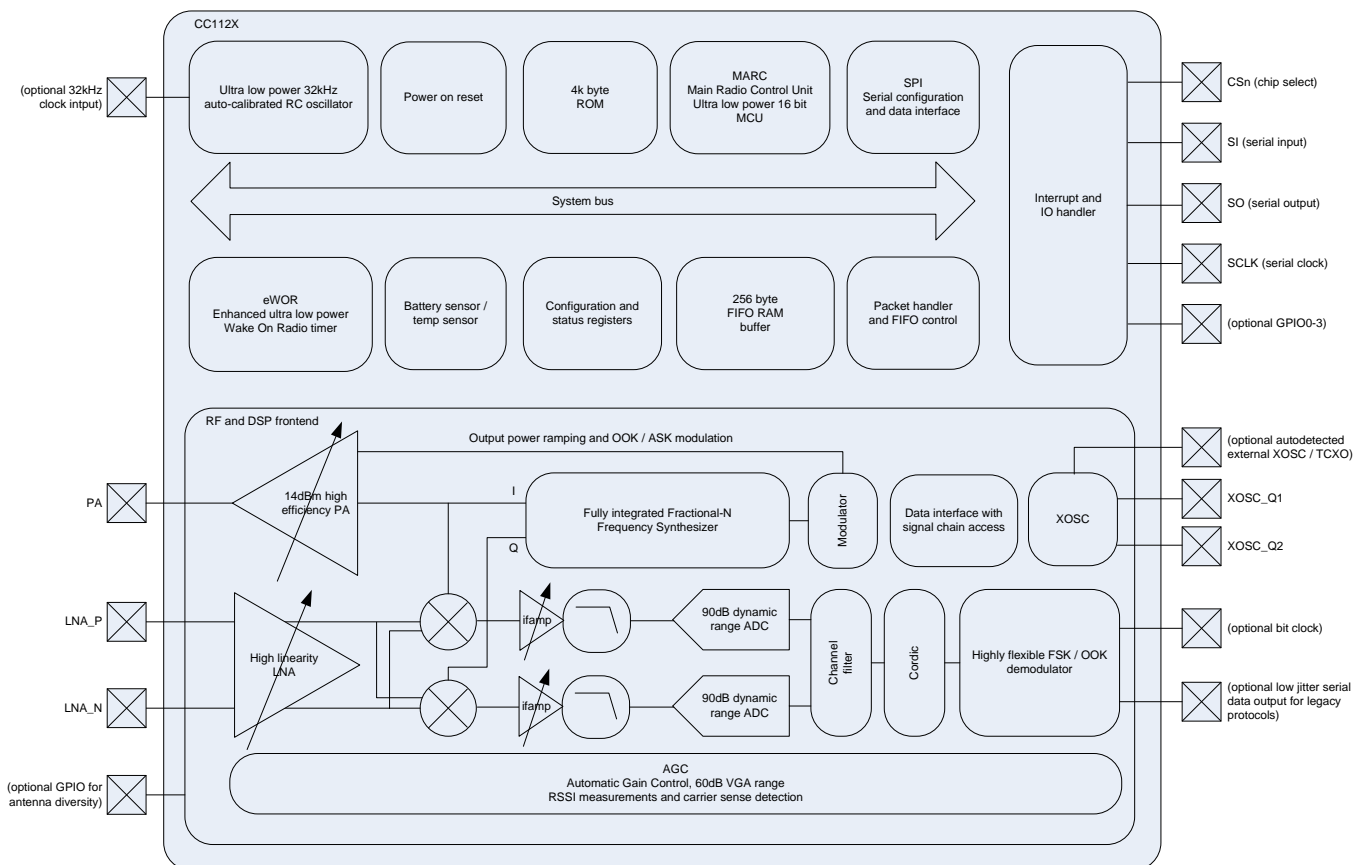 CC112X
(optional 32kHz
clock intput)
Ultra low power 32kHz
auto-calibrated RC oscillator
Power on reset
4k byte
ROM
MARC
Main Radio Control Unit
Ultra low power 16 bit
MCU
SPI
Serial configuration
and data interface
System bus
Interrupt and
IO handler
CSn (chip select)
SI (serial input)
SO (serial output)
SCLK (serial clock)
(optional GPIO0-3)
eWOR
Enhanced ultra low power
Wake On Radio timer
Battery sensor /
temp sensor
Configuration and
status registers
256 byte
FIFO RAM
buffer
Packet handler
and FIFO control
RF and DSP frontend
Output power ramping and OOK / ASK modulation
PA
14dBm high
efficiency PA
I
Q
Fully integrated Fractional-N
Frequency Synthesizer
Modulator
Data interface with
signal chain access
XOSC
(optional autodetected
external XOSC / TCXO)
XOSC_Q1
XOSC_Q2
LNA_P
LNA_N
High linearity
LNA
ifamp
ifamp
90dB dynamic
range ADC
90dB dynamic
range ADC
Channel
filter
Cordic
Highly flexible FSK / OOK
demodulator
(optional bit clock)
(optional low jitter serial
data output for legacy
protocols)
(optional GPIO for
antenna diversity)
AGC
Automatic Gain Control, 60dB VGA range
RSSI measurements and carrier sense detection